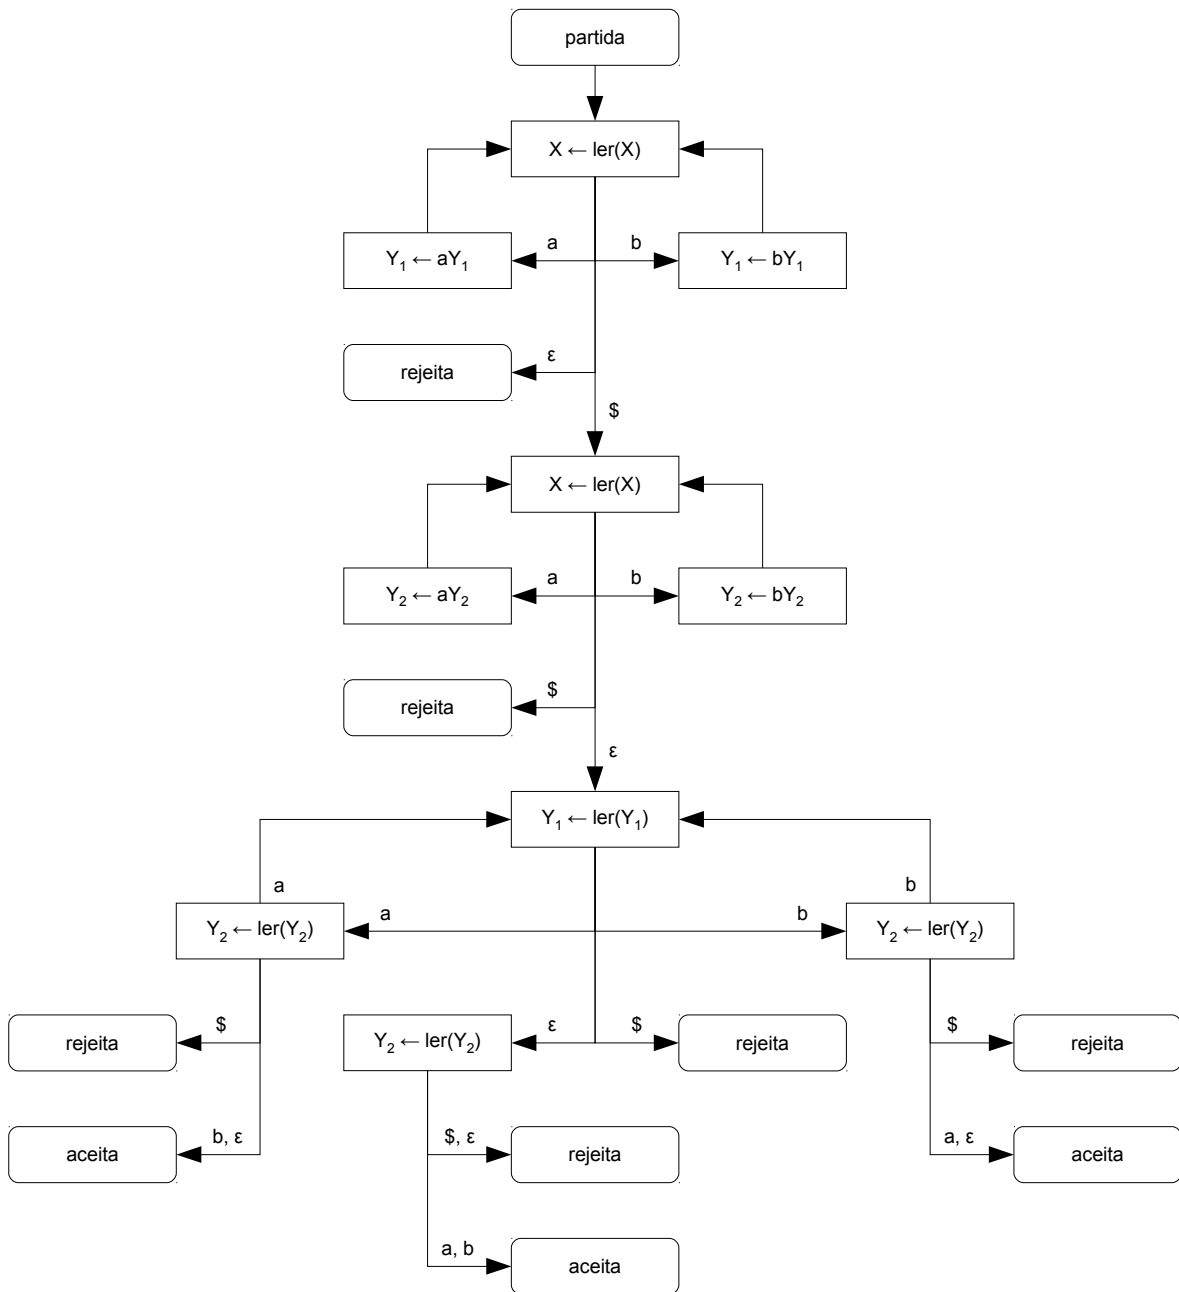 partida
X ← ler(X)
Y₁ ← aY₁
a
b
Y₁ ← bY₁
rejeita
ε
$
X ← ler(X)
Y₂ ← aY₂
a
b
Y₂ ← bY₂
rejeita
$
ε
Y₁ ← ler(Y₁)
a
b
Y₂ ← ler(Y₂)
a
b
Y₂ ← ler(Y₂)
rejeita
$
Y₂ ← ler(Y₂)
ε
$
rejeita
$
rejeita
aceita
b, ε
$, ε
rejeita
a, ε
aceita
a, b
aceita